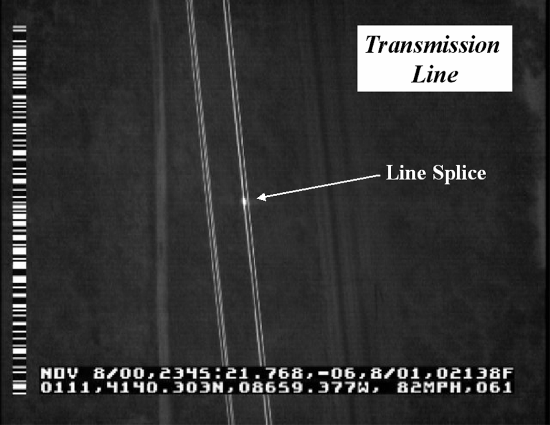 Transmission
Line
Line Splice
NOV 8/00,2345:21.768,-06,8/01,02138F
0111,4140.303N,08659.377W, 82MPH,061